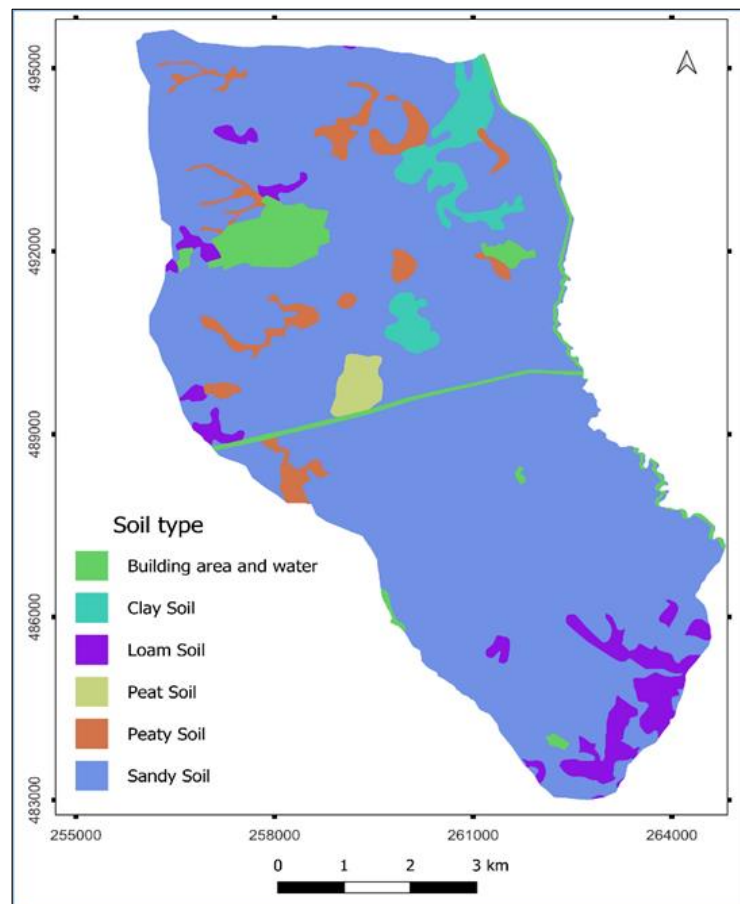 495000
492000
489000
486000
483000
Soil type
Building area and water
Clay Soil
Loam Soil
Peat Soil
Peaty Soil
Sandy Soil
255000 258000 261000 264000
0 1 2 3 km